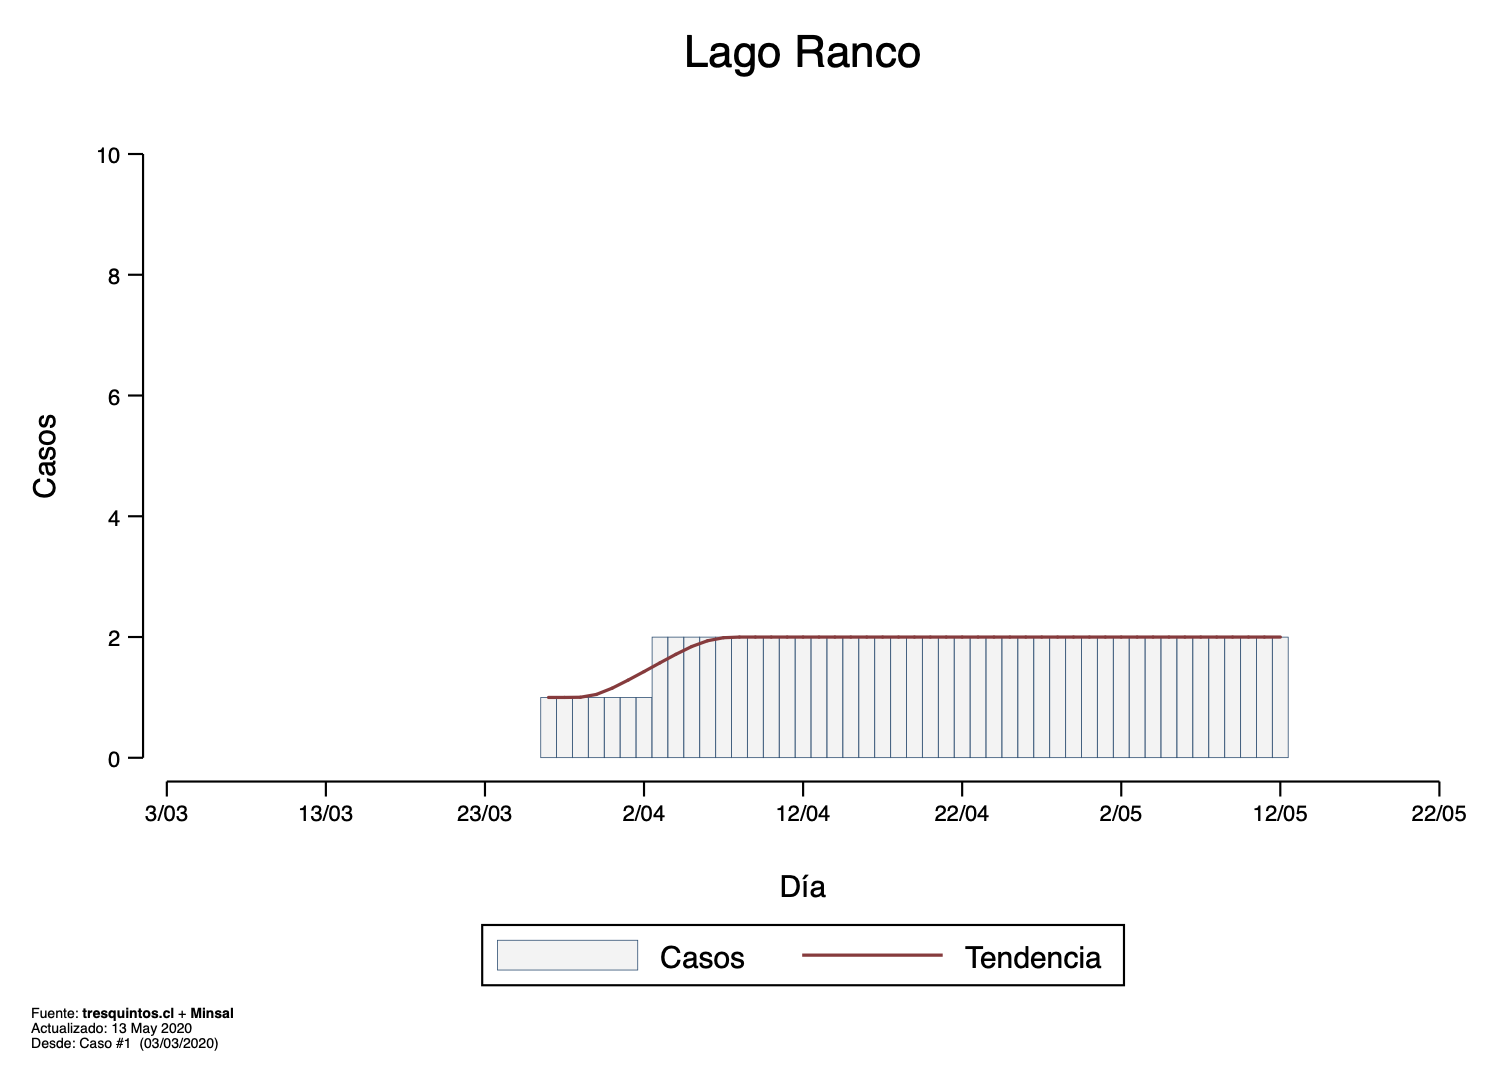 Lago Ranco
Casos
10
8
6
4
2
0
3/03 13/03 23/03 2/04 12/04 22/04 2/05 12/05 22/05
Día
Casos Tendencia
Fuente: tresquintos.cl + Minsal
Actualizado: 13 May 2020
Desde: Caso #1 (03/03/2020)